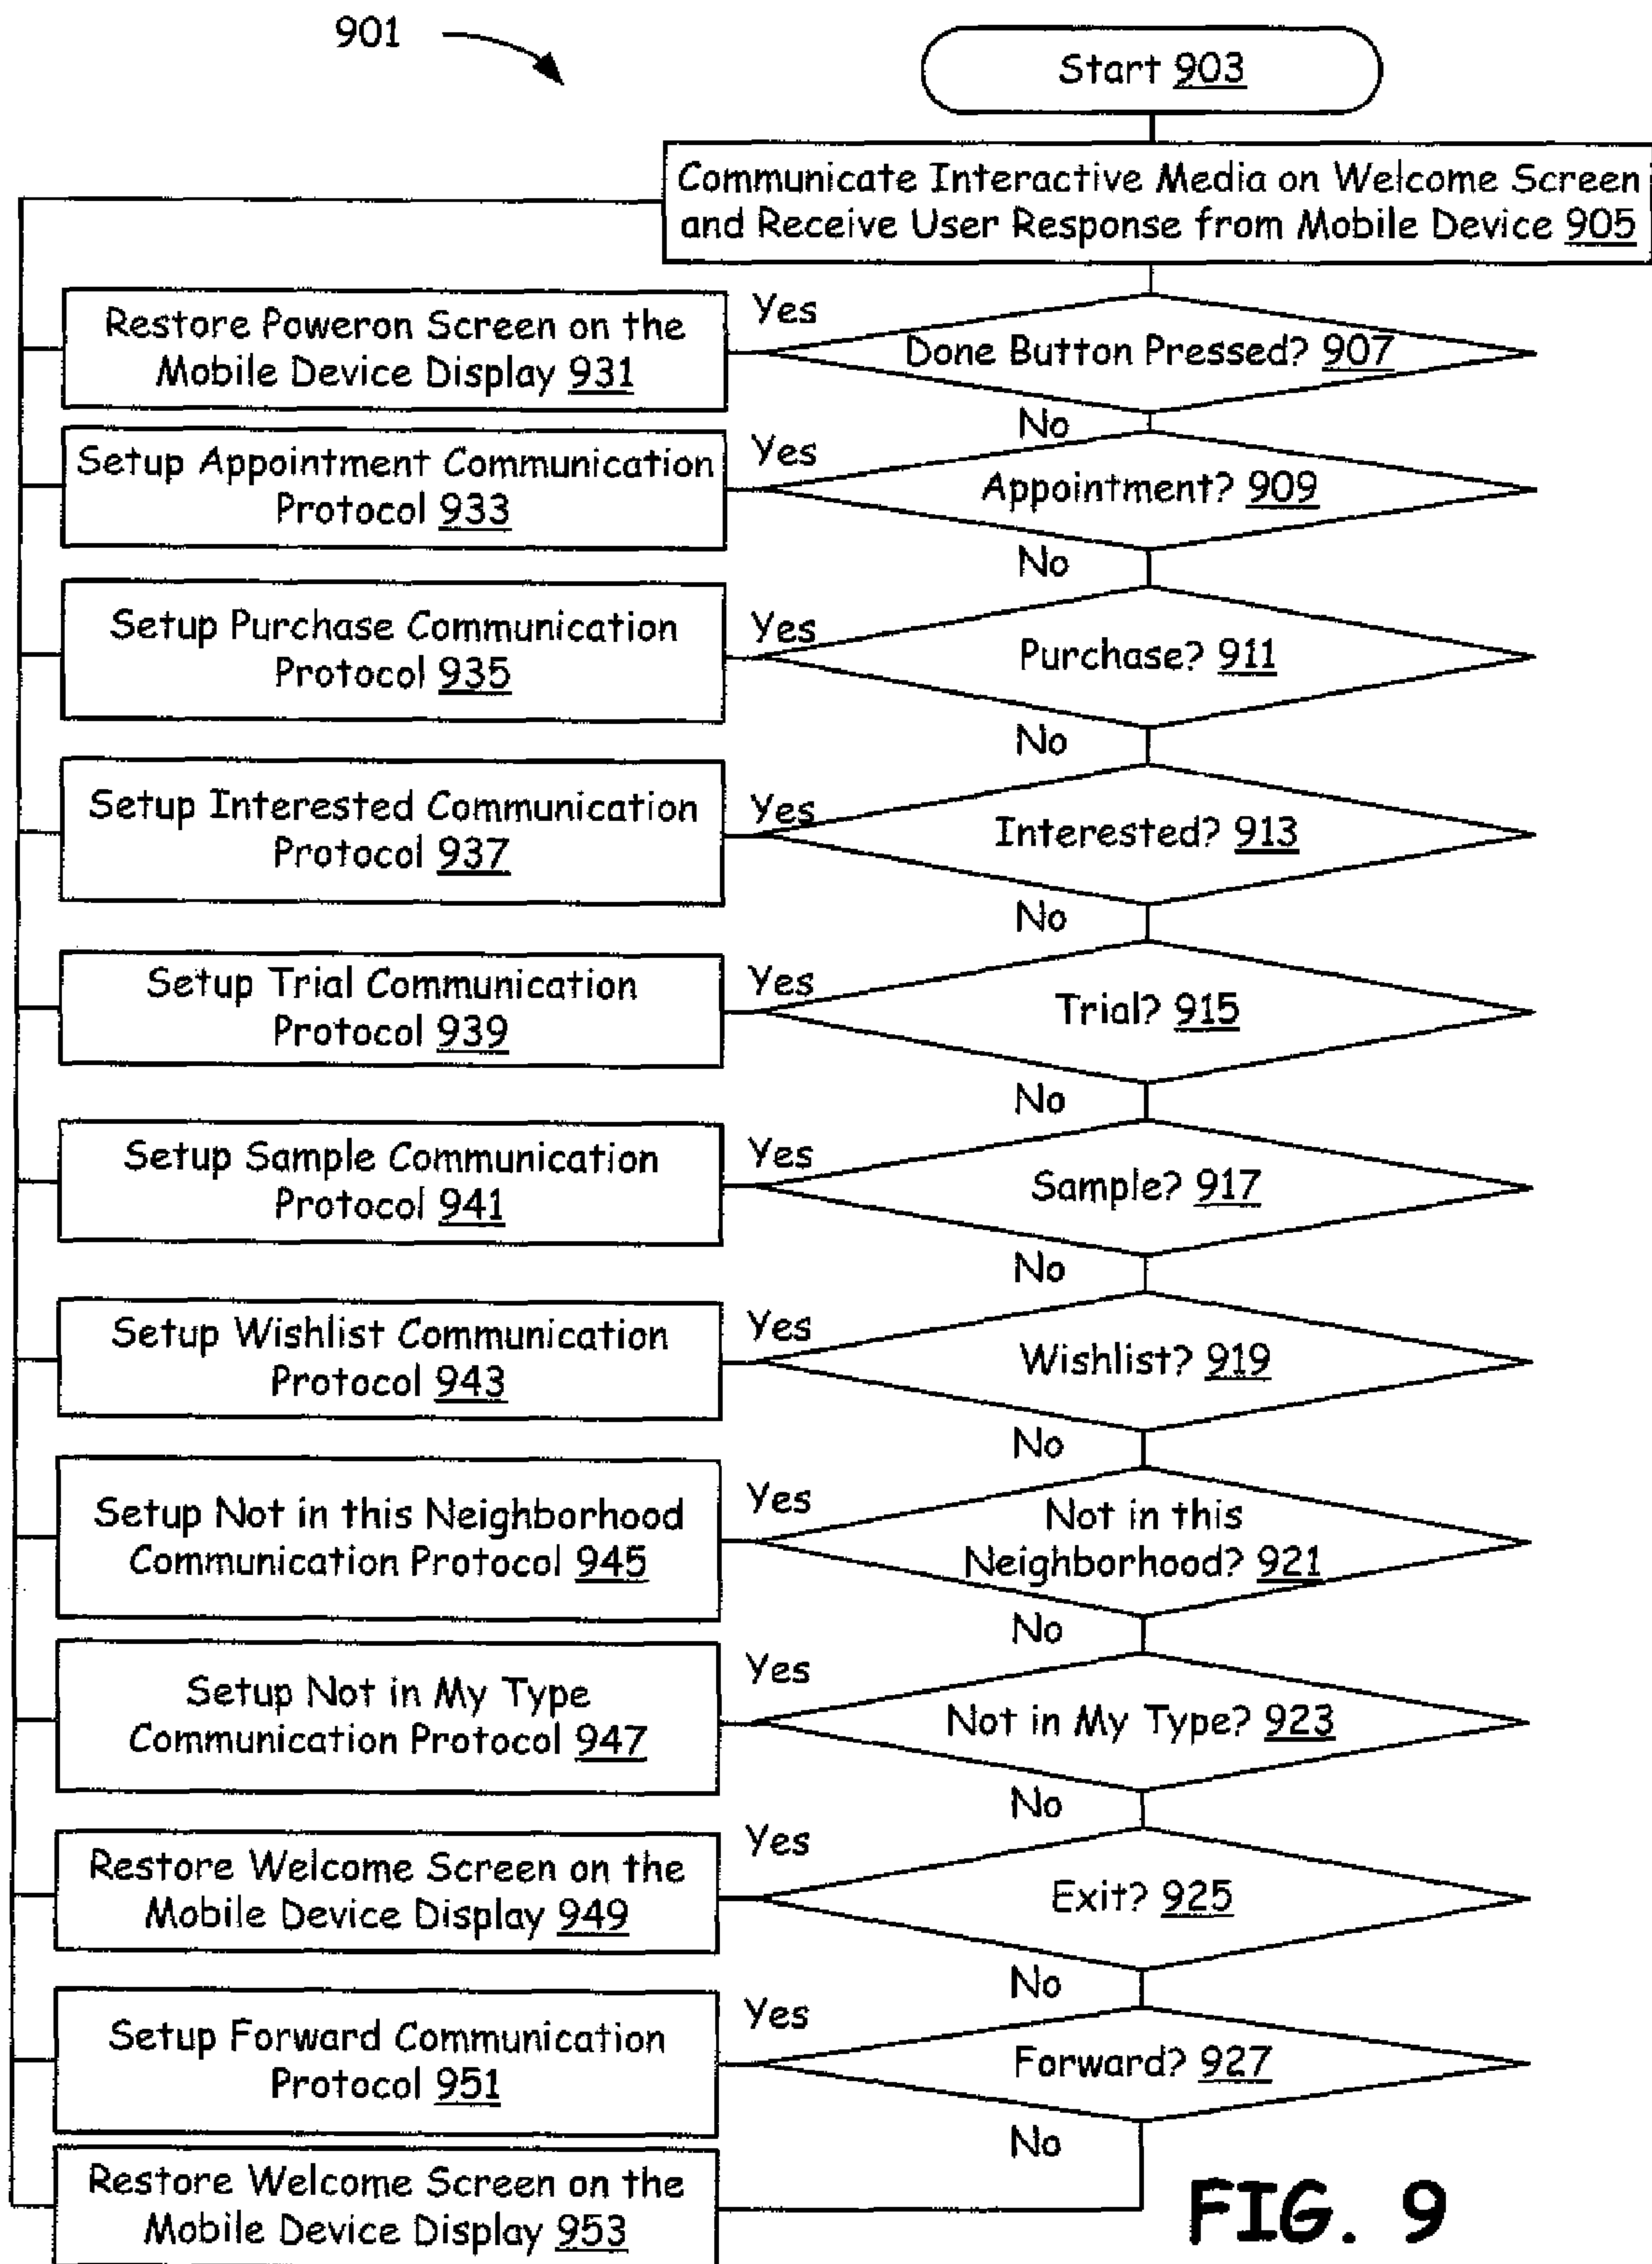 901
Start 903
Communicate Interactive Media on Welcome Screen
and Receive User Response from Mobile Device 905
Restore Poweron Screen on the
Mobile Device Display 931
Yes
Done Button Pressed? 907
No
Setup Appointment Communication
Protocol 933
Yes
Appointment? 909
No
Setup Purchase Communication
Protocol 935
Yes
Purchase? 911
No
Setup Interested Communication
Protocol 937
Yes
Interested? 913
No
Setup Trial Communication
Protocol 939
Yes
Trial? 915
No
Setup Sample Communication
Protocol 941
Yes
Sample? 917
No
Setup Wishlist Communication
Protocol 943
Yes
Wishlist? 919
No
Setup Not in this Neighborhood
Communication Protocol 945
Yes
Not in this
Neighborhood? 921
No
Setup Not in My Type
Communication Protocol 947
Yes
Not in My Type? 923
No
Restore Welcome Screen on the
Mobile Device Display 949
Yes
Exit? 925
No
Setup Forward Communication
Protocol 951
Yes
Forward? 927
No
Restore Welcome Screen on the
Mobile Device Display 953
FIG. 9